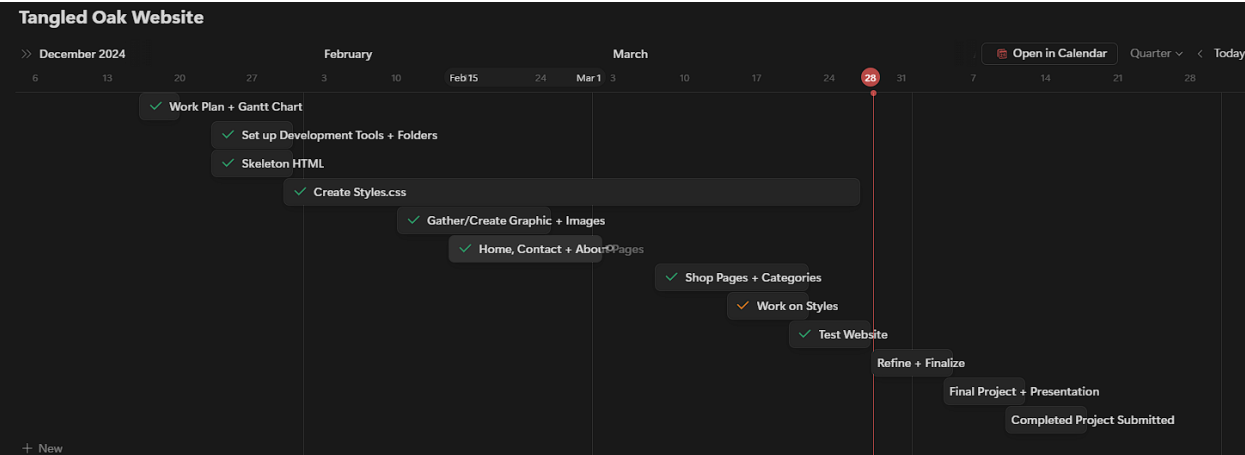 Tangled Oak Website
December 2024 February March Open in Calendar Quarter Today
6 13 20 27 3 10 Feb 15 24 Mar 1 3 10 17 24 28 31 7 14 21 28
Work Plan + Gantt Chart
Set up Development Tools + Folders
Skeleton HTML
Create Styles.css
Gather/Create Graphic + Images
Home, Contact + About Pages
Shop Pages + Categories
Work on Styles
Test Website
Refine + Finalize
Final Project + Presentation
Completed Project Submitted
+ New